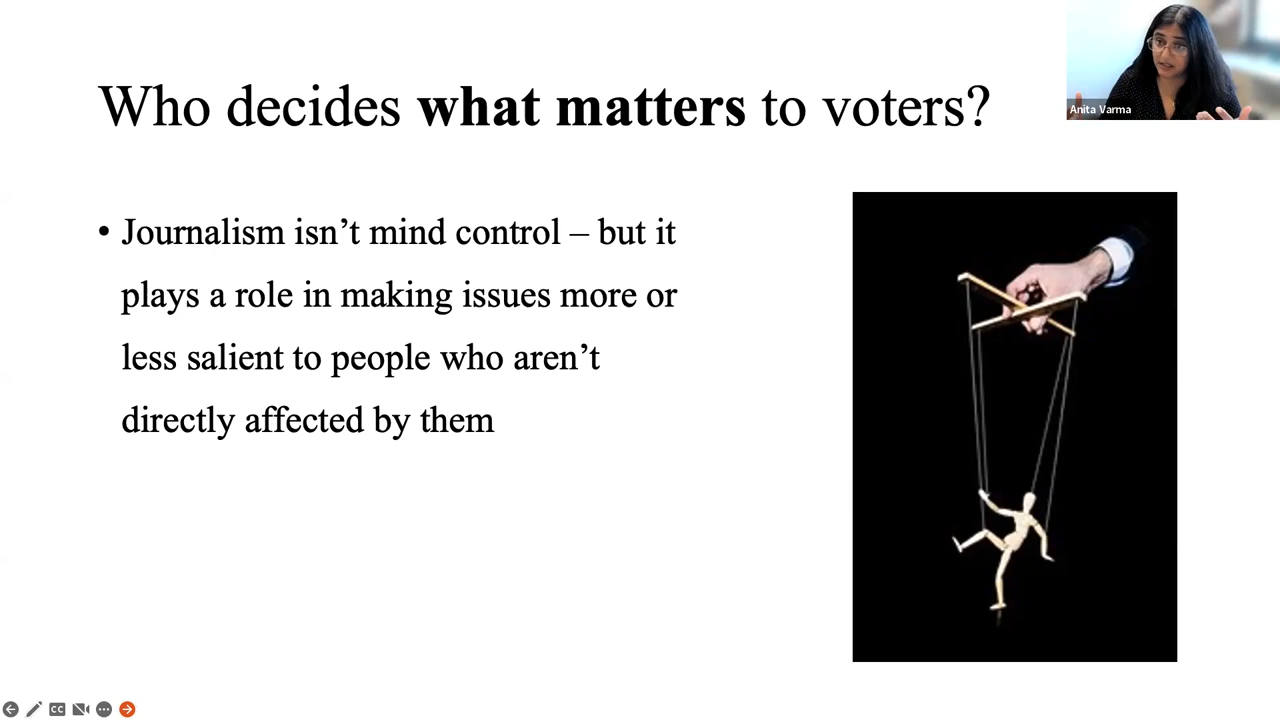 Who decides what matters to voters?
Anita Varma
• Journalism isn’t mind control – but it
plays a role in making issues more or
less salient to people who aren’t
directly affected by them
CC